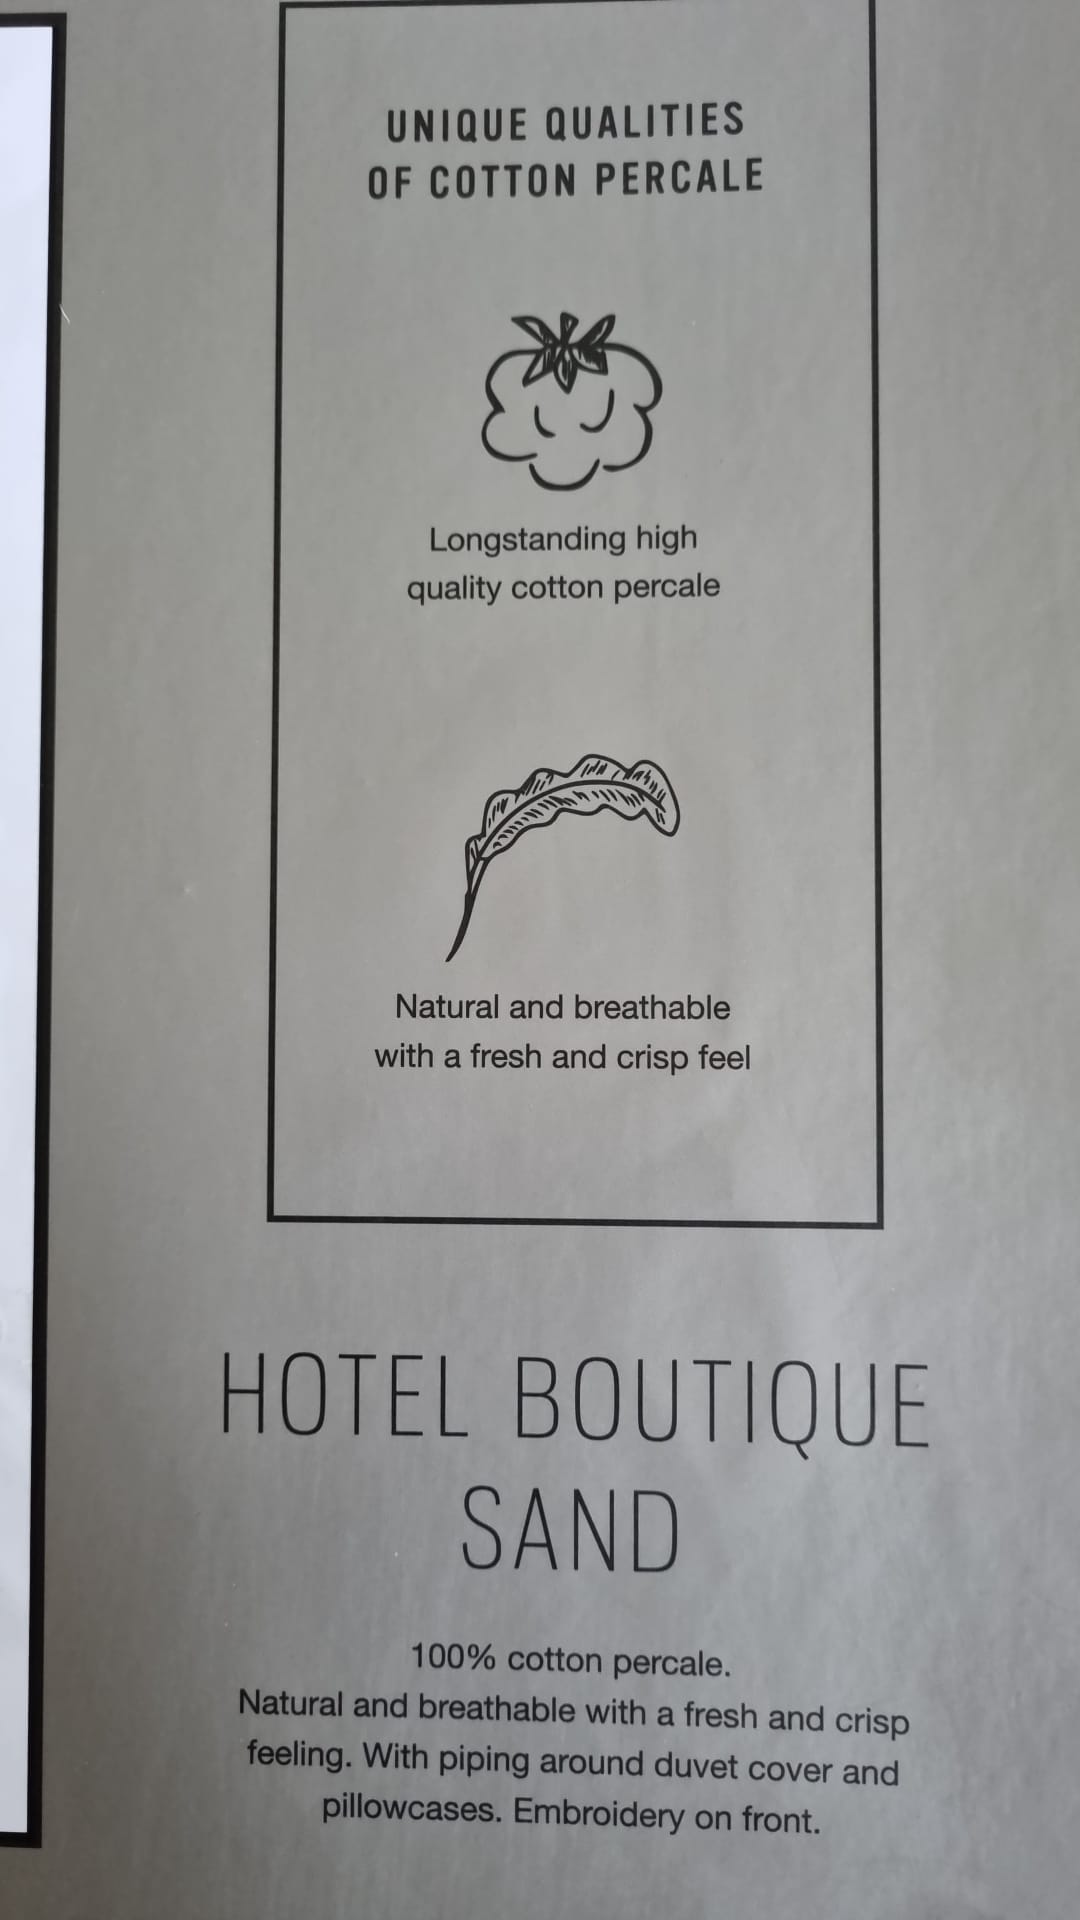 UNIQUE QUALITIES
OF COTTON PERCALE
Longstanding high
quality cotton percale
Natural and breathable
with a fresh and crisp feel
HOTEL BOUTIQUE
SAND
100% cotton percale.
Natural and breathable with a fresh and crisp
feeling. With piping around duvet cover and
pillowcases. Embroidery on front.